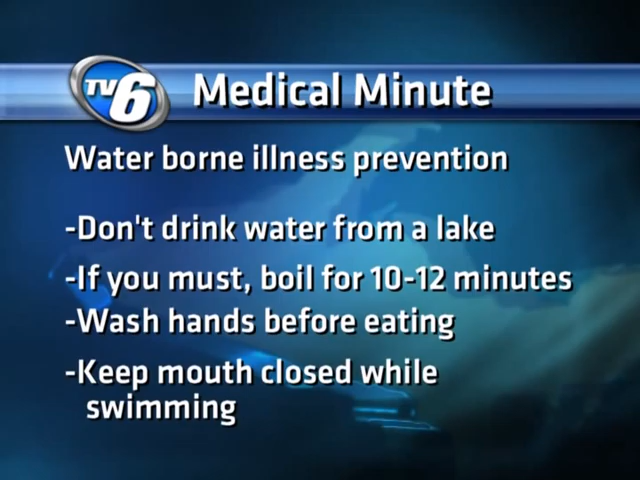 TV6 Medical Minute
Water borne illness prevention
-Don't drink water from a lake
-If you must, boil for 10-12 minutes
-Wash hands before eating
-Keep mouth closed while
swimming